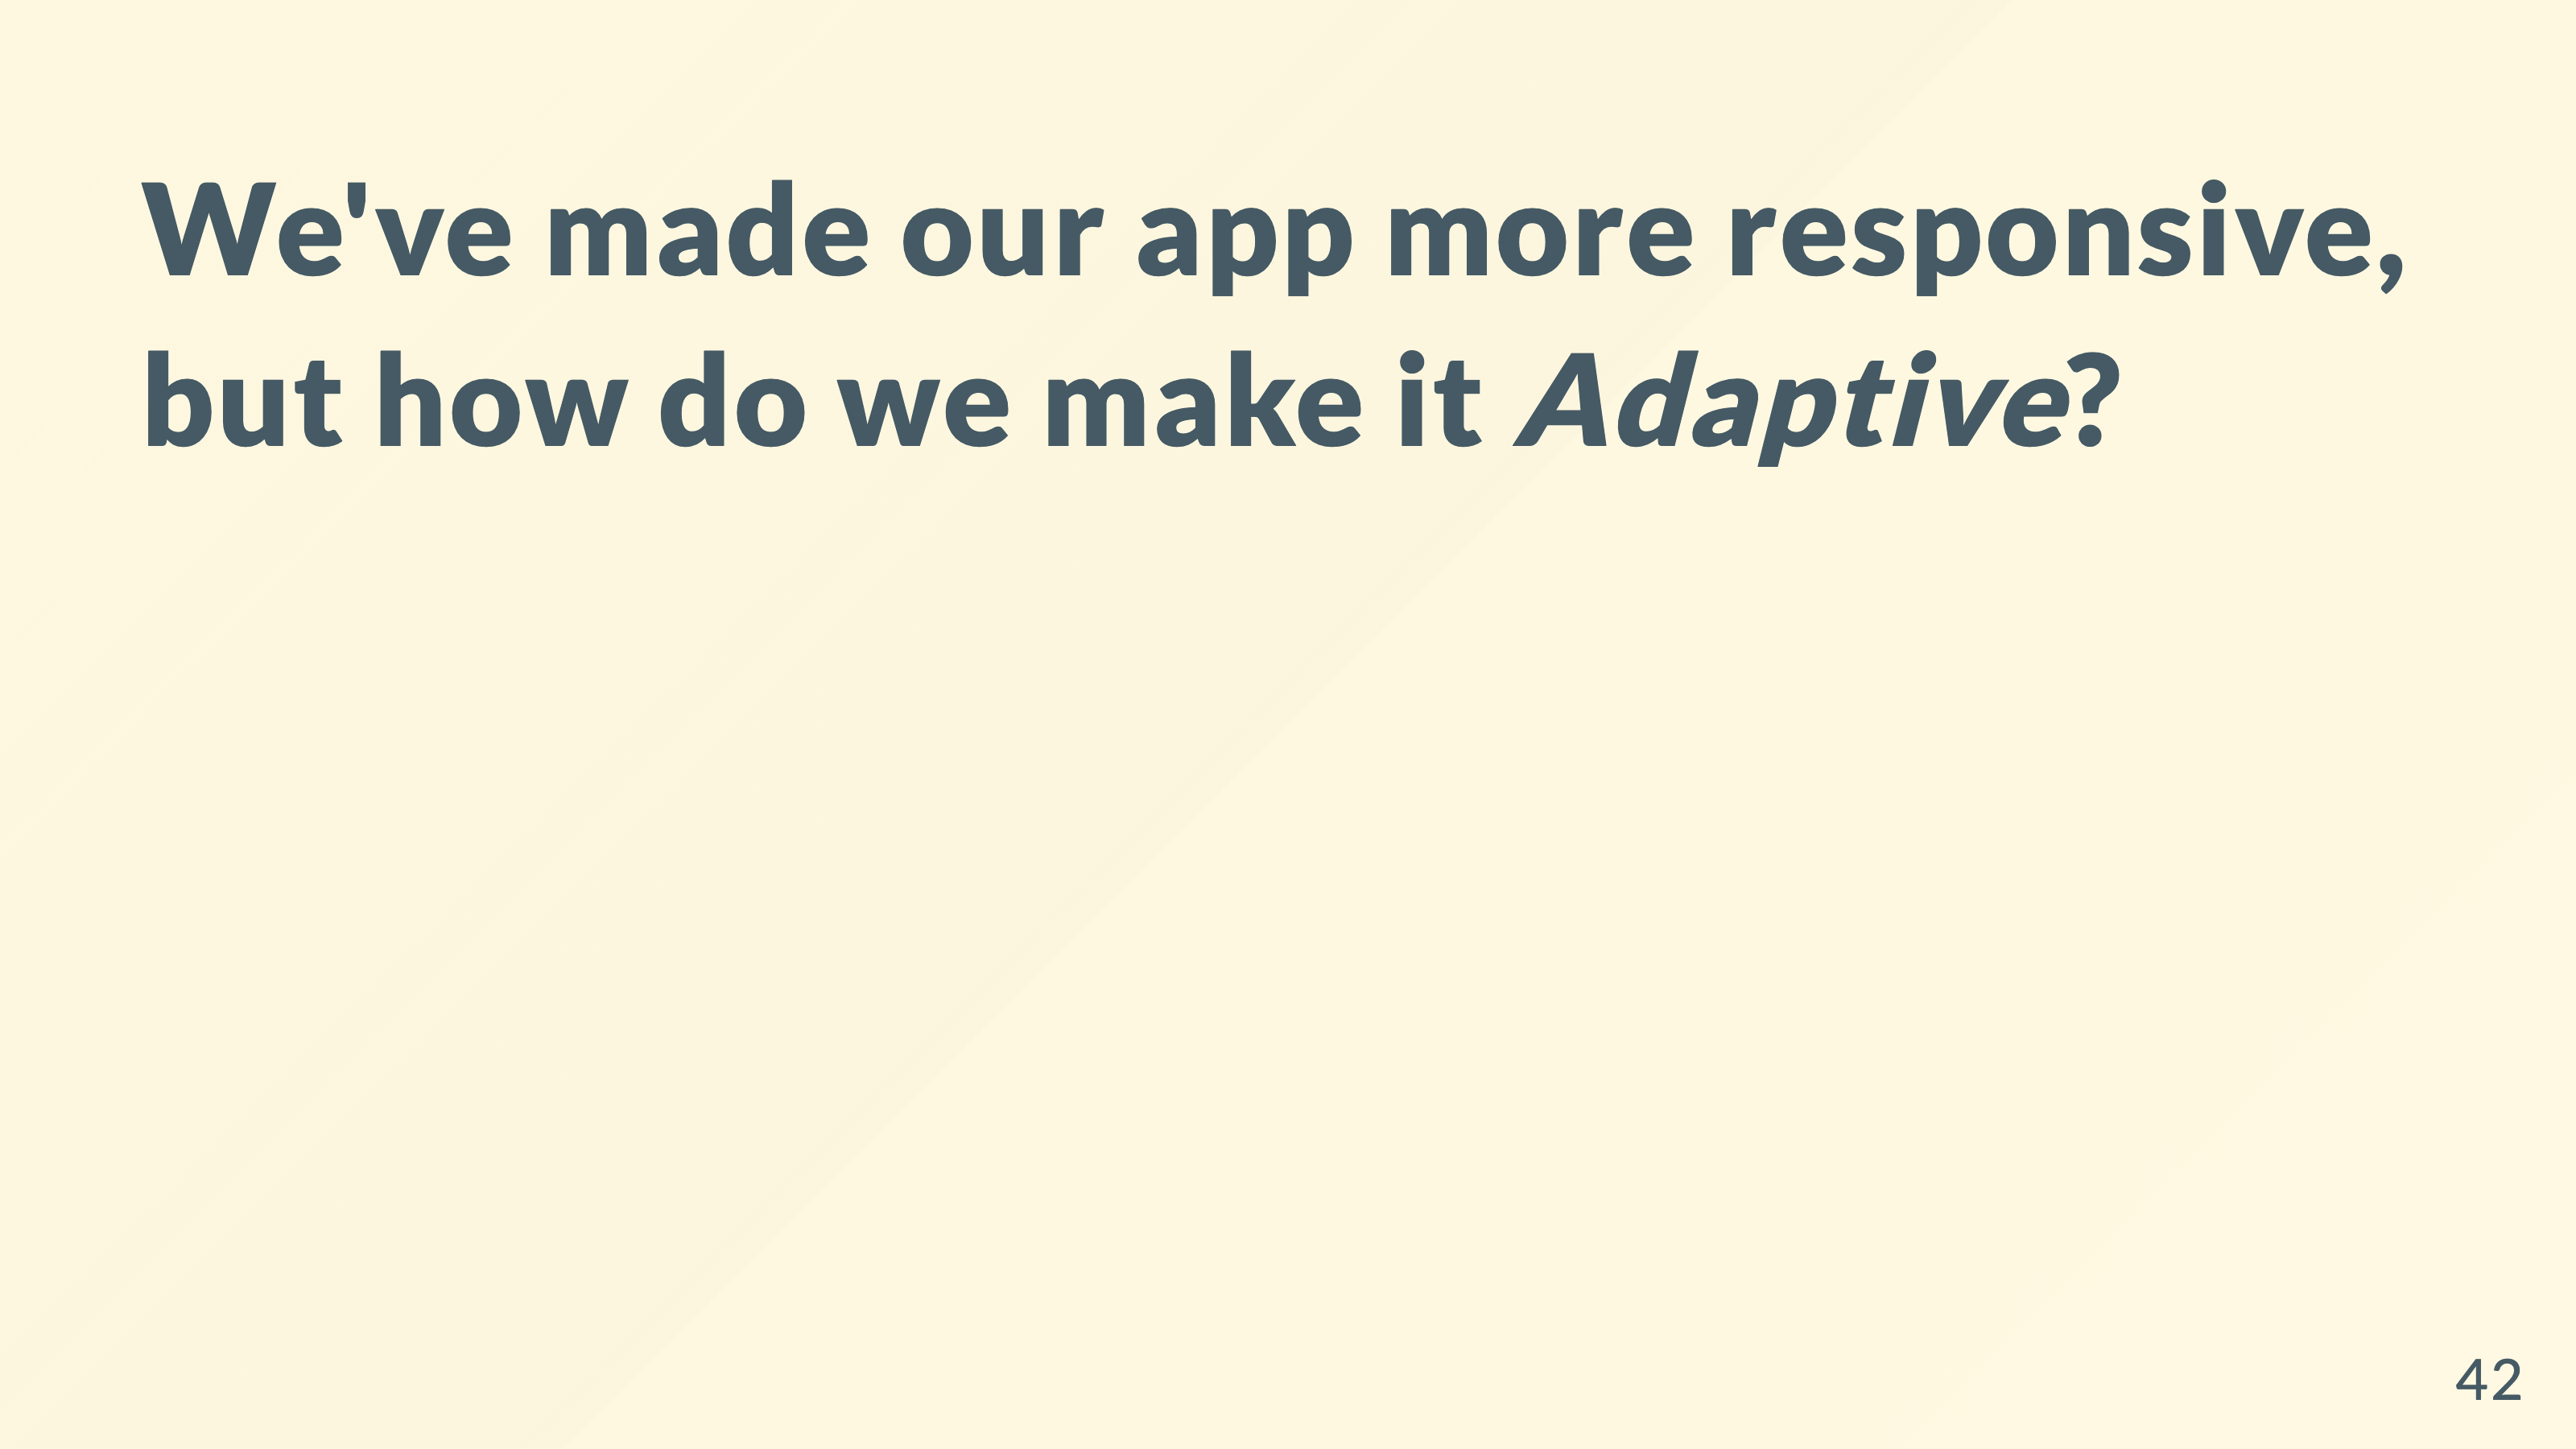 We've made our app more responsive,
but how do we make it Adaptive?
42